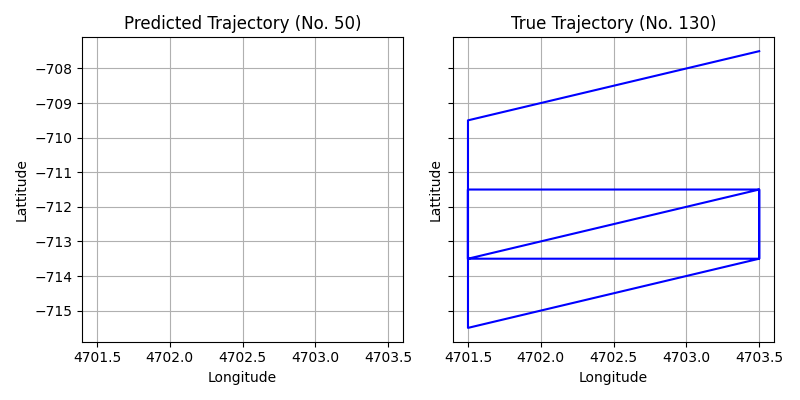 Predicted Trajectory (No. 50)
True Trajectory (No. 130)
Lattitude
−708
−709
−710
−711
−712
−713
−714
−715
4701.5 4702.0 4702.5 4703.0 4703.5
Longitude
Lattitude
4701.5 4702.0 4702.5 4703.0 4703.5
Longitude